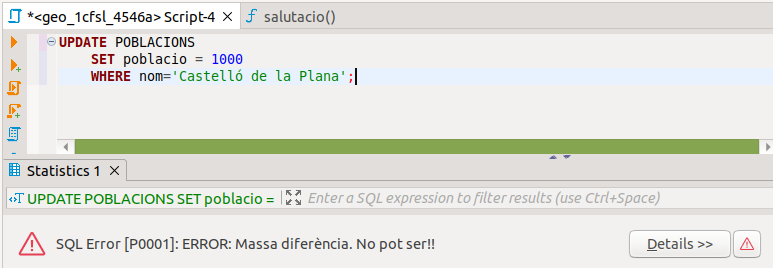 *<geo_1cfsl_4546a> Script-4 salutacio()
UPDATE POBLACIONS
SET poblacio = 1000
WHERE nom='Castelló de la Plana';
Statistics 1
UPDATE POBLACIONS SET poblacio = Enter a SQL expression to filter results (use Ctrl+Space)
SQL Error [P0001]: ERROR: Massa diferència. No pot ser!! Details >>